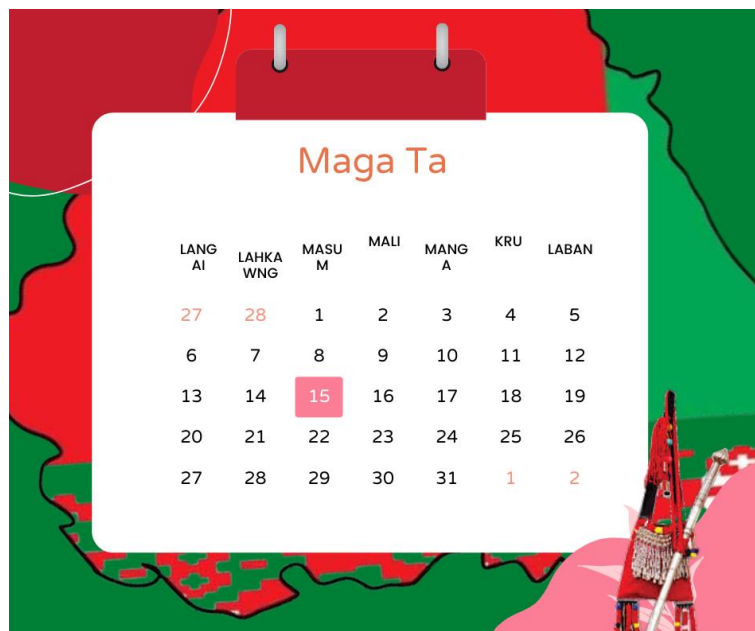 Maga Ta
LANG
AI
LAHKA
WNG
MASU
M
MALI
MANG
A
KRU
LABAN
27 28 1 2 3 4 5
6 7 8 9 10 11 12
13 14 15 16 17 18 19
20 21 22 23 24 25 26
27 28 29 30 31 1 2